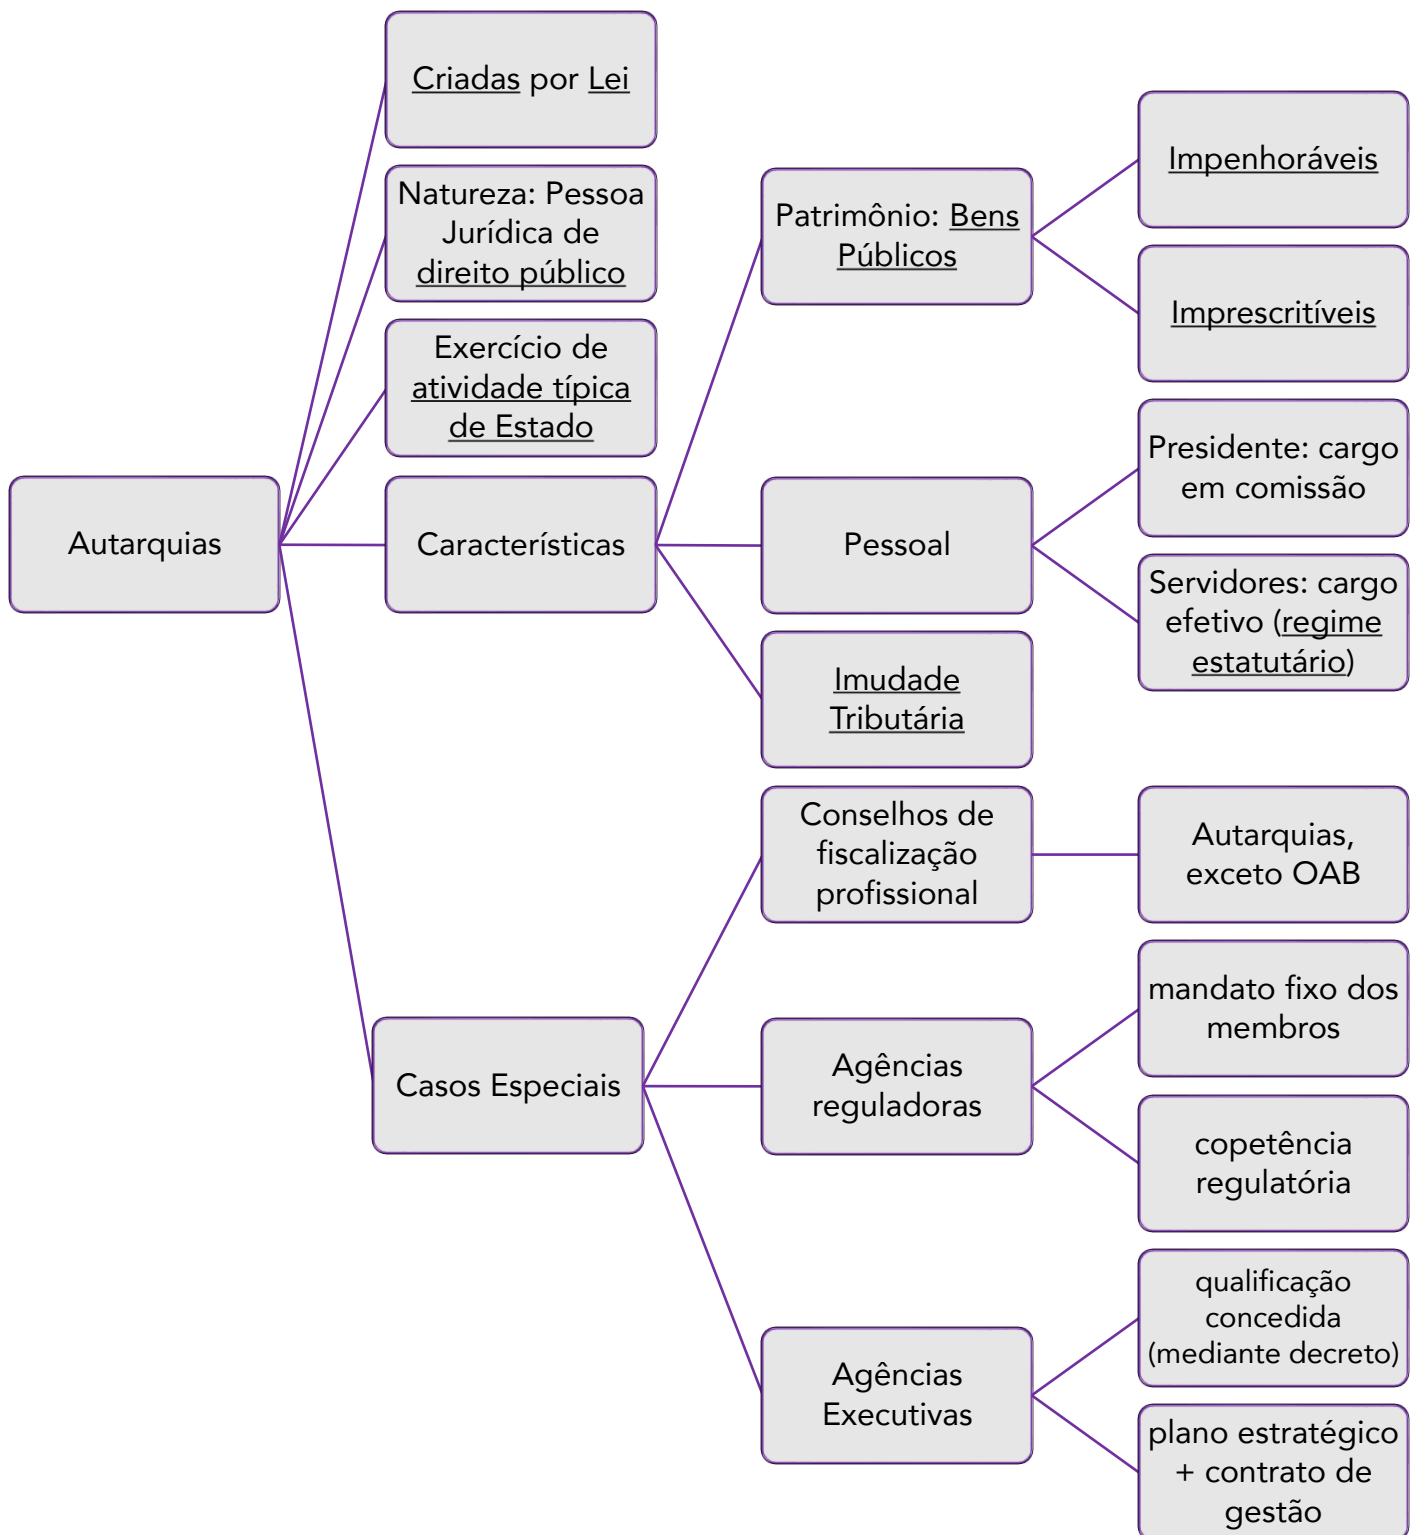 Criadas por Lei
Natureza: Pessoa
Jurídica de
direito público
Exercício de
atividade típica
de Estado
Autarquias
Características
Patrimônio: Bens
Públicos
Impenhoráveis
Imprescritíveis
Pessoal
Presidente: cargo
em comissão
Servidores: cargo
efetivo (regime
estatutário)
Imudade
Tributária
Casos Especiais
Conselhos de
fiscalização
profissional
Autarquias,
exceto OAB
Agências
reguladoras
mandato fixo dos
membros
copetência
regulatória
Agências
Executivas
qualificação
concedida
(mediante decreto)
plano estratégico
+ contrato de
gestão